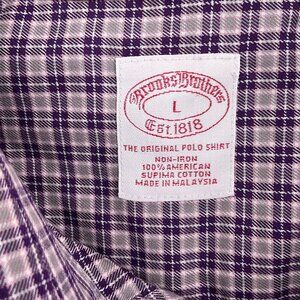 Brooks Brothers
L
Est. 1818
THE ORIGINAL POLO SHIRT
NON-IRON
100% AMERICAN
SUPIMA COTTON
MADE IN MALAYSIA